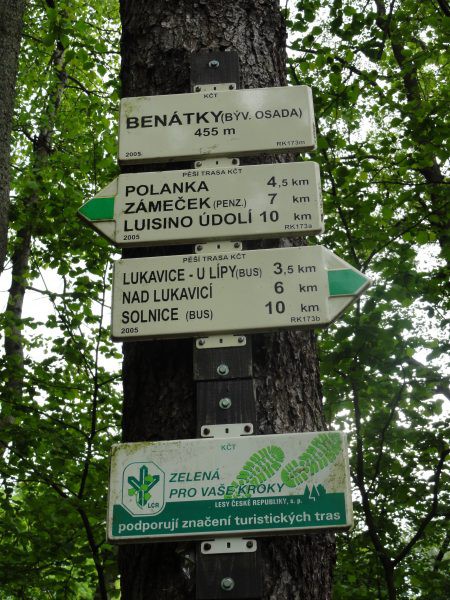 KČT
BENÁTKY (BÝV. OSADA)
455 m
2005 RK173m
PĚŠÍ TRASA KČT
POLANKA 4,5 km
ZÁMEČEK (PENZ.) 7 km
LUISINO ÚDOLÍ 10 km
2005 RK173a
PĚŠÍ TRASA KČT
LUKAVICE - U LÍPY (BUS) 3,5 km
NAD LUKAVICÍ 6 km
SOLNICE (BUS) 10 km
2005 RK173b
KČT
ZELENÁ
PRO VAŠE KROKY
LESY ČESKÉ REPUBLIKY, s. p.
LCR
podporují značení turistických tras